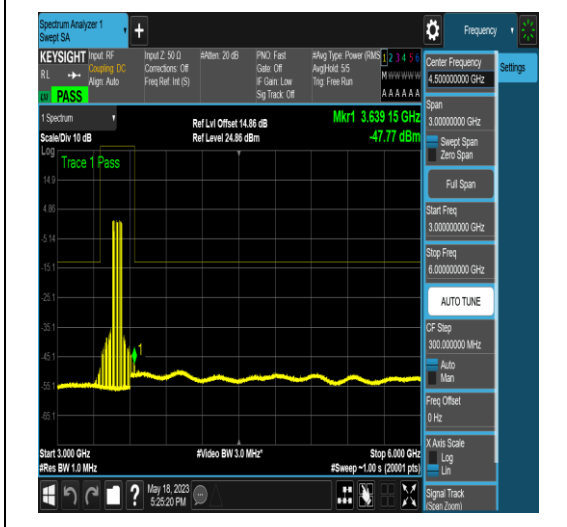 Spectrum Analyzer 1
Swept SA
+
Frequency
KEYSIGHT
RL
Input: RF
Coupling: DC
Align: Auto
Input Z: 50 Ω
Corrections: Off
Freq Ref: Int (S)
#Atten: 20 dB
PNO: Fast
Gate: Off
IF Gain: Low
Sig Track: Off
#Avg Type: Power (RMS
Avg|Hold: 5/5
Trig: Free Run
1 2 3 4 5 6
M W W W W W
A A A A A A
PASS
1 Spectrum
Scale/Div 10 dB
Ref Lvl Offset 14.86 dB
Ref Level 24.86 dBm
Mkr1 3.639 15 GHz
-47.77 dBm
Log
Trace 1 Pass
14.9
4.86
-5.14
-15.1
-25.1
-35.1
-45.1
-55.1
-65.1
1
Start 3.000 GHz
#Res BW 1.0 MHz
#Video BW 3.0 MHz*
Stop 6.000 GHz
#Sweep ~1.00 s (20001 pts)
May 18, 2023
5:25:20 PM
?
Center Frequency
4.500000000 GHz
Settings
Span
3.00000000 GHz
Swept Span
Zero Span
Full Span
Start Freq
3.000000000 GHz
Stop Freq
6.000000000 GHz
AUTO TUNE
CF Step
300.000000 MHz
Auto
Man
Freq Offset
0 Hz
X Axis Scale
Log
Lin
Signal Track
(Span Zoom)